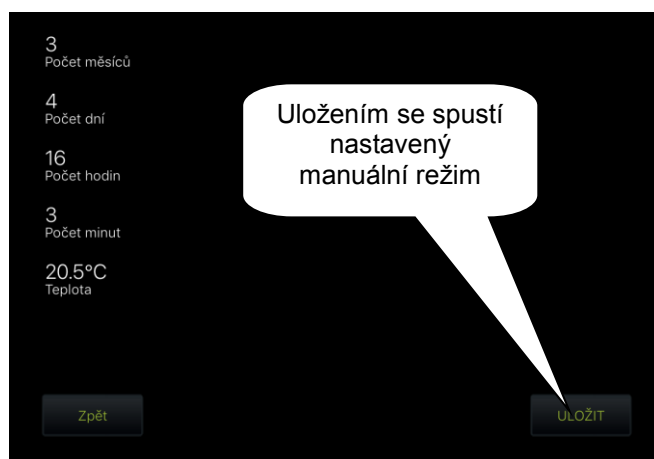 3
Počet měsíců
4
Počet dní
16
Počet hodin
3
Počet minut
20.5°C
Teplota
Uložením se spustí
nastavený
manuální režim
Zpět
ULOŽIT